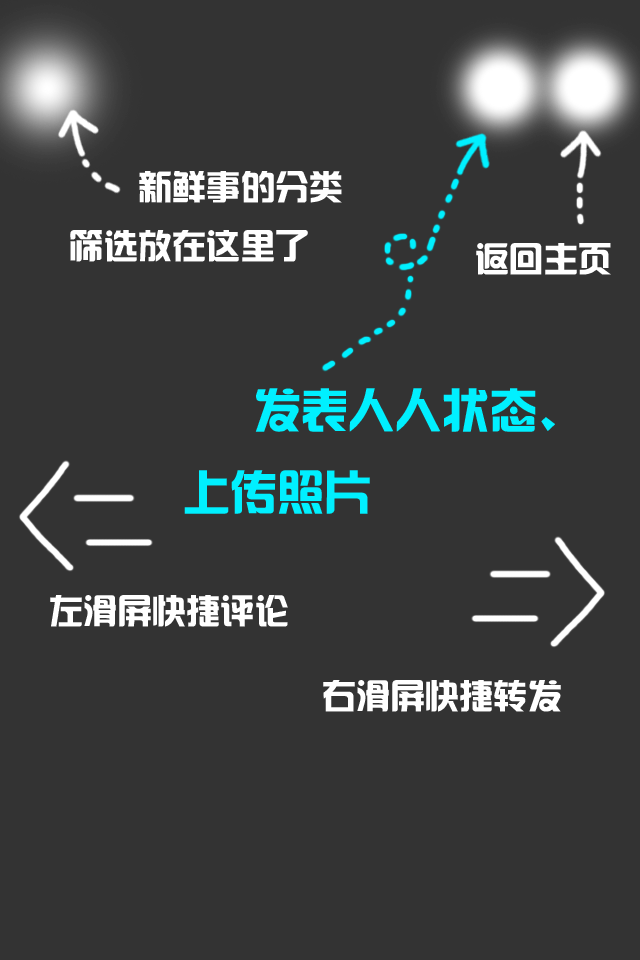 新鲜事的分类
筛选放在这里了
返回主页
发表人人状态、
上传照片
左滑屏快捷评论
右滑屏快捷转发